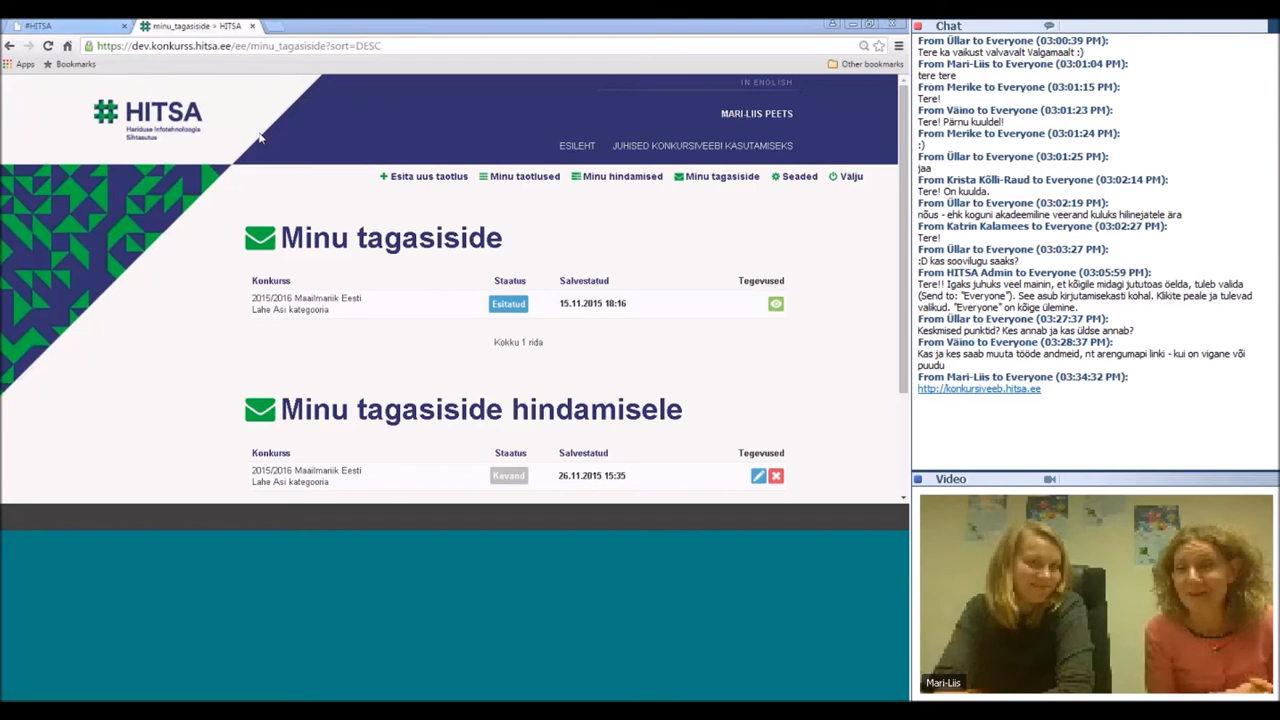 #HITSA
minu_tagasiside > HITSA
https://dev.konkurss.hitsa.ee/ee/minu_tagasiside?sort=DESC
Apps
Bookmarks
Other bookmarks
HITSA
Hariduse Infotehnoloogia
Sihtasutus
IN ENGLISH
MARI-LIIS PEETS
ESILEHT
JUHISED KONKURSIVEEBI KASUTAMISEKS
Esita uus taotlus
Minu taotlused
Minu hindamised
Minu tagasiside
Seaded
Välju
Minu tagasiside
Konkurss Staatus Salvestatud Tegevused
2015/2016 Maailmariik Eesti
Lahe Asi kategooria
Esitatud
15.11.2015 18:16
Kokku 1 rida
Minu tagasiside hindamisele
Konkurss Staatus Salvestatud Tegevused
2015/2016 Maailmariik Eesti
Lahe Asi kategooria
Kavand
26.11.2015 15:35
Chat
From Üllar to Everyone (03:00:39 PM):
Tere ka vaikust valvavalt Valgamaalt :)
From Mari-Liis to Everyone (03:01:04 PM):
tere tere
From Merike to Everyone (03:01:15 PM):
Tere!
From Väino to Everyone (03:01:23 PM):
Tere! Pärnu kuuldel!
From Merike to Everyone (03:01:24 PM):
:)
From Üllar to Everyone (03:01:25 PM):
jaa
From Krista Kõlli-Raud to Everyone (03:02:14 PM):
Tere! On kuulda.
From Üllar to Everyone (03:02:19 PM):
nõus - ehk koguni akadeemiline veerand kuluks hilinejatele ära
From Katrin Kalamees to Everyone (03:02:27 PM):
Tere!
From Üllar to Everyone (03:03:27 PM):
:D kas soovilugu saaks?
From HITSA Admin to Everyone (03:05:59 PM):
Tere!! Igaks juhuks veel mainin, et kõigile midagi jututoas öelda, tuleb valida
(Send to: "Everyone"). See asub kirjutamisekasti kohal. Klikite peale ja tulevad
valikud. "Everyone" on kõige ülemine.
From Üllar to Everyone (03:27:37 PM):
Keskmised punktid? Kes annab ja kas üldse annab?
From Väino to Everyone (03:28:37 PM):
Kas ja kes saab muuta tööde andmeid, nt arengumapi linki - kui on vigane või
puudu
From Mari-Liis to Everyone (03:34:32 PM):
http://konkursiveeb.hitsa.ee
Video
Mari-Liis